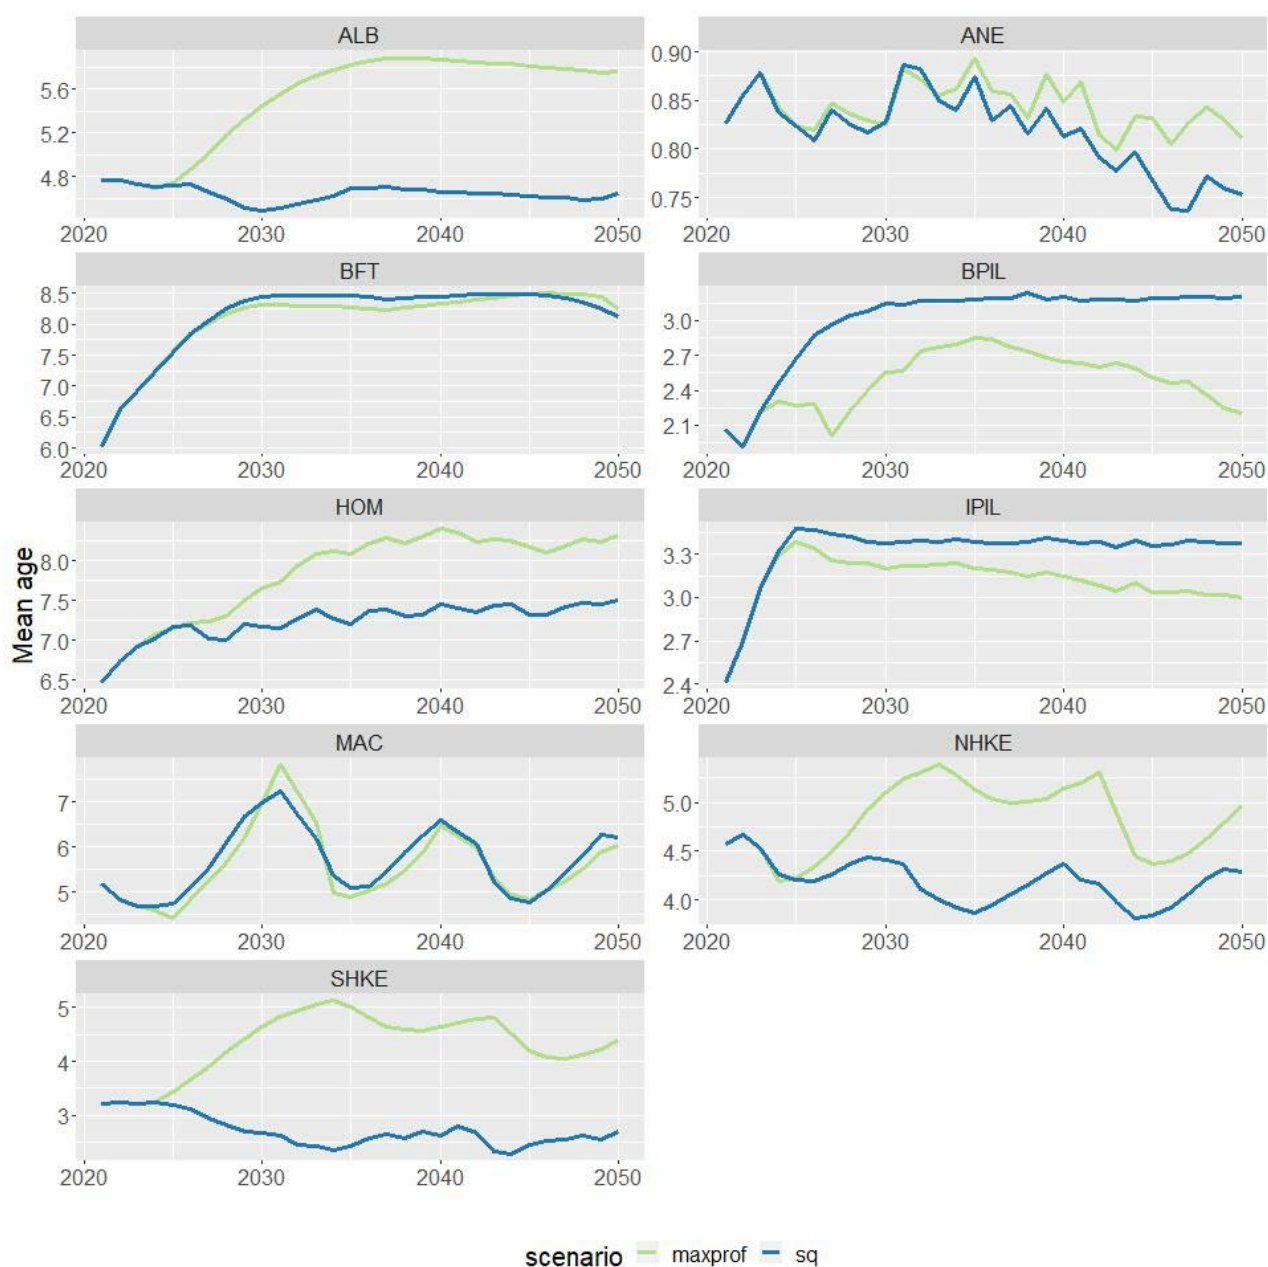 ALB ANE
5.6
5.2
4.8
2020 2030 2040 2050
0.90
0.85
0.80
0.75
2020 2030 2040 2050
BFT BPIL
8.5
8.0
7.5
7.0
6.5
6.0
2020 2030 2040 2050
3.0
2.7
2.4
2.1
2020 2030 2040 2050
HOM IPIL
Mean age
8.0
7.5
7.0
6.5
2020 2030 2040 2050
3.3
3.0
2.7
2.4
2020 2030 2040 2050
MAC NHKE
7
6
5
2020 2030 2040 2050
5.0
4.5
4.0
2020 2030 2040 2050
SHKE
5
4
3
2020 2030 2040 2050
scenario maxprof sq